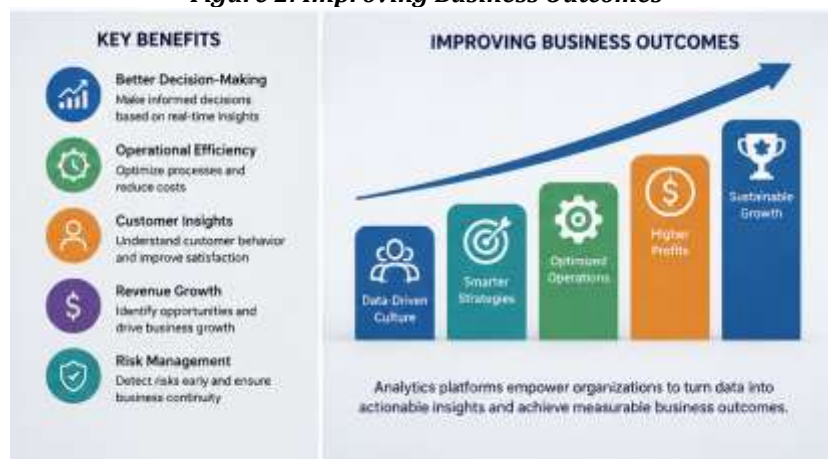 Figure 2: Improving Business Outcomes
KEY BENEFITS
Better Decision-Making
Make informed decisions
based on real-time insights
Operational Efficiency
Optimize processes and
reduce costs
Customer Insights
Understand customer behavior
and improve satisfaction
$
Revenue Growth
Identify opportunities and
drive business growth
Risk Management
Detect risks early and ensure
business continuity
IMPROVING BUSINESS OUTCOMES
Data-Driven
Culture
Smarter
Strategies
Optimized
Operations
$
Higher
Profits
Sustainable
Growth
Analytics platforms empower organizations to turn data into
actionable insights and achieve measurable business outcomes.